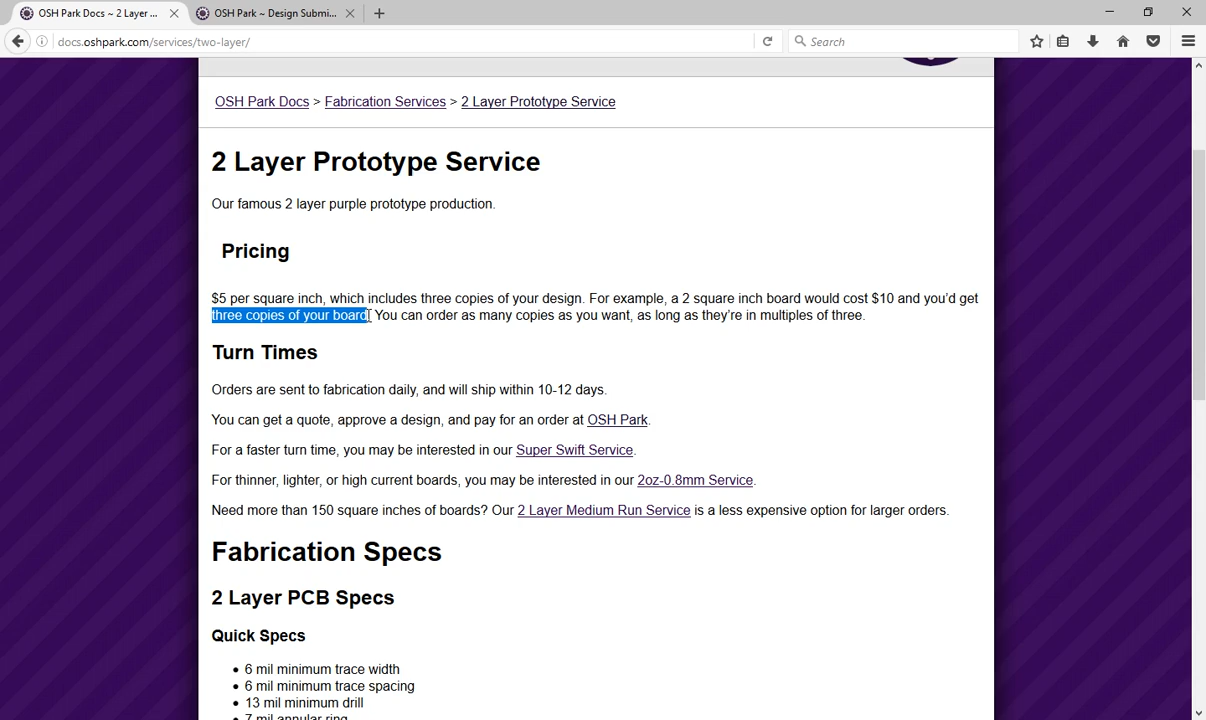 OSH Park Docs ~ 2 Layer ...
OSH Park ~ Design Submi...
docs.oshpark.com/services/two-layer/
Search
OSH Park Docs > Fabrication Services > 2 Layer Prototype Service
2 Layer Prototype Service
Our famous 2 layer purple prototype production.
Pricing
$5 per square inch, which includes three copies of your design. For example, a 2 square inch board would cost $10 and you'd get
three copies of your board. You can order as many copies as you want, as long as they're in multiples of three.
Turn Times
Orders are sent to fabrication daily, and will ship within 10-12 days.
You can get a quote, approve a design, and pay for an order at OSH Park.
For a faster turn time, you may be interested in our Super Swift Service.
For thinner, lighter, or high current boards, you may be interested in our 2oz-0.8mm Service.
Need more than 150 square inches of boards? Our 2 Layer Medium Run Service is a less expensive option for larger orders.
Fabrication Specs
2 Layer PCB Specs
Quick Specs
• 6 mil minimum trace width
• 6 mil minimum trace spacing
• 13 mil minimum drill
• 7 mil annular ring